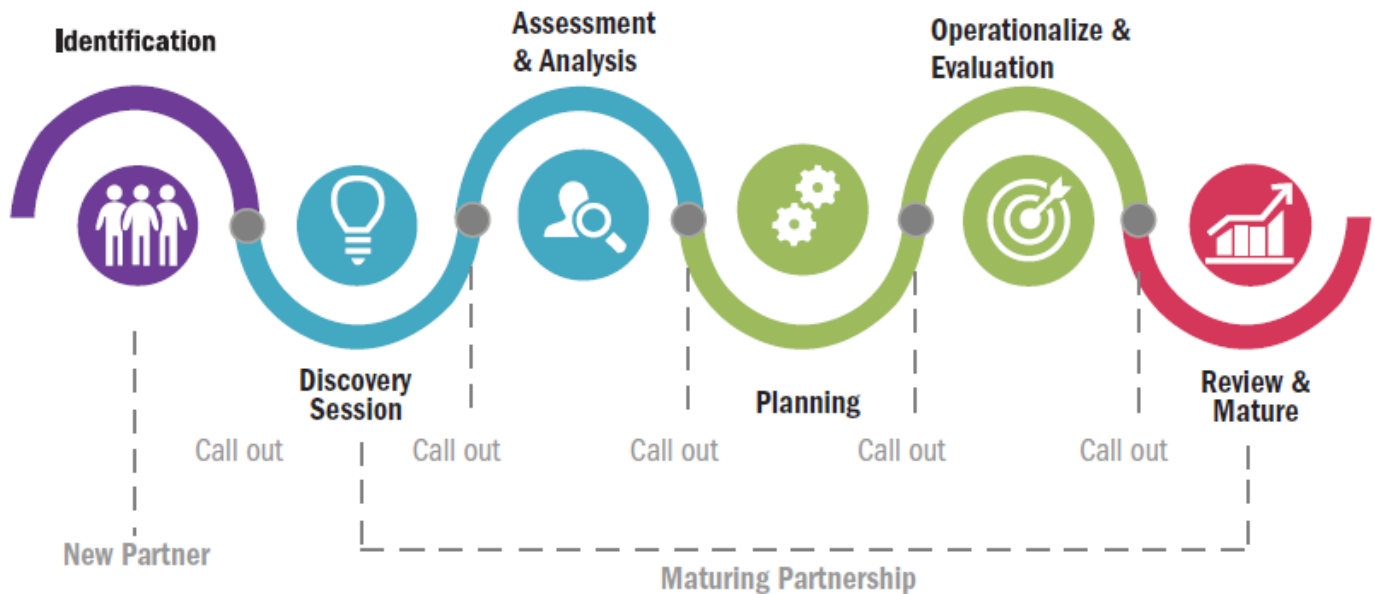 Identification
Assessment
& Analysis
Operationalize &
Evaluation
Discovery
Session
Planning
Review &
Mature
Call out
Call out
Call out
Call out
Call out
New Partner
Maturing Partnership